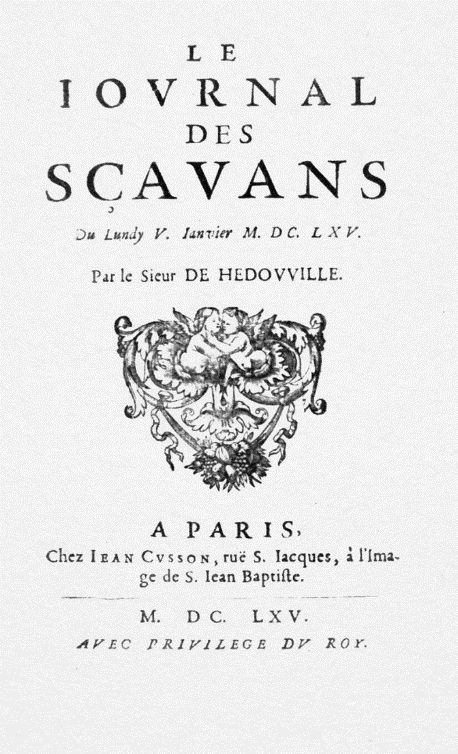 LE
IOVRNAL
DES
SÇAVANS
Du Lundy V. Ianvier M. DC. LXV.
Par le Sieur DE HEDOVVILLE.
A PARIS,
Chez IEAN CVSSON, ruë S. Iacques, à l'Ima-
ge de S. Iean Baptiſte.
M. DC. LXV.
AVEC PRIVILEGE DV ROY.